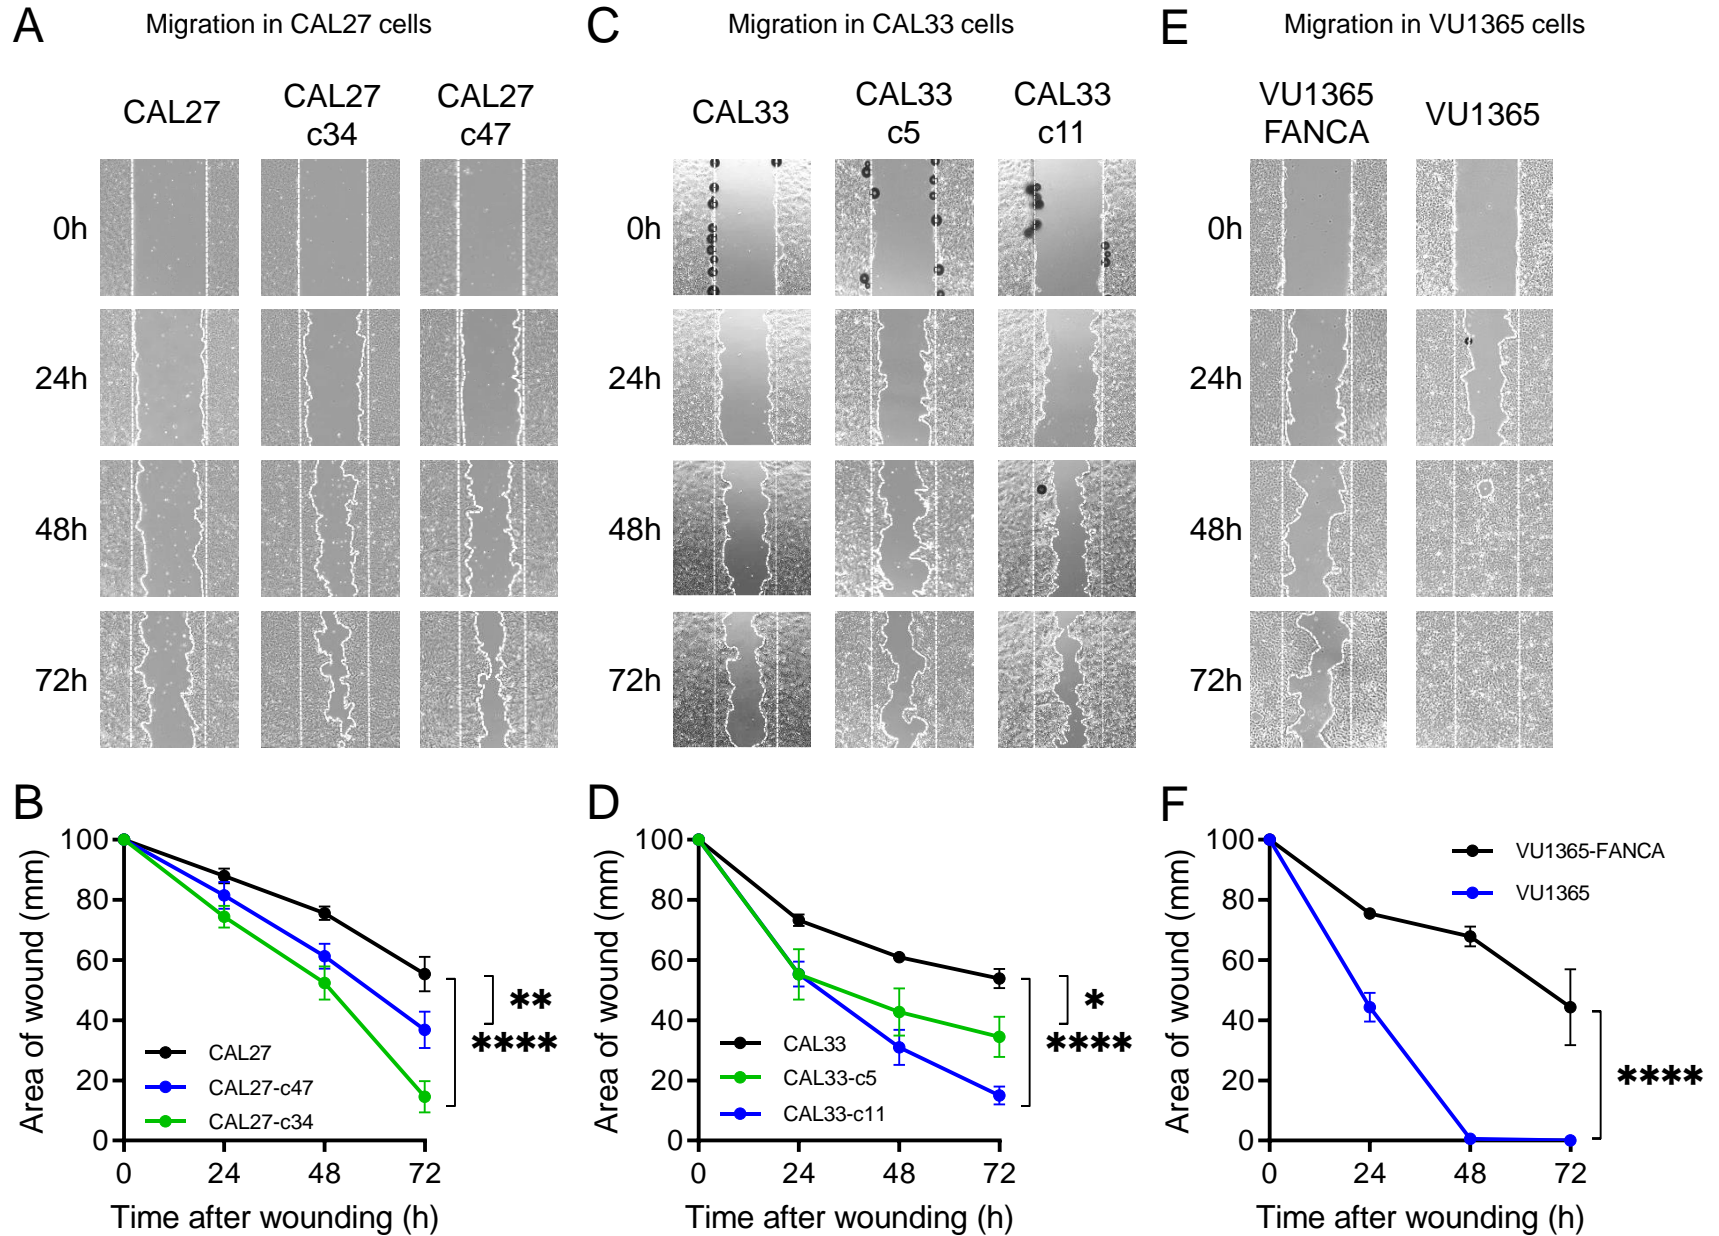 A
Migration in CAL27 cells
CAL27
CAL27
c34
CAL27
c47
0h
24h
48h
72h
C
Migration in CAL33 cells
CAL33
CAL33
c5
CAL33
c11
0h
24h
48h
72h
E
Migration in VU1365 cells
VU1365
FANCA
VU1365
0h
24h
48h
72h
B
Area of wound (mm)
100
80
60
40
20
0
0 24 48 72
Time after wounding (h)
CAL27
CAL27-c47
CAL27-c34
**
****
D
Area of wound (mm)
100
80
60
40
20
0
0 24 48 72
Time after wounding (h)
CAL33
CAL33-c5
CAL33-c11
*
****
F
Area of wound (mm)
100
80
60
40
20
0
0 24 48 72
Time after wounding (h)
VU1365-FANCA
VU1365
****